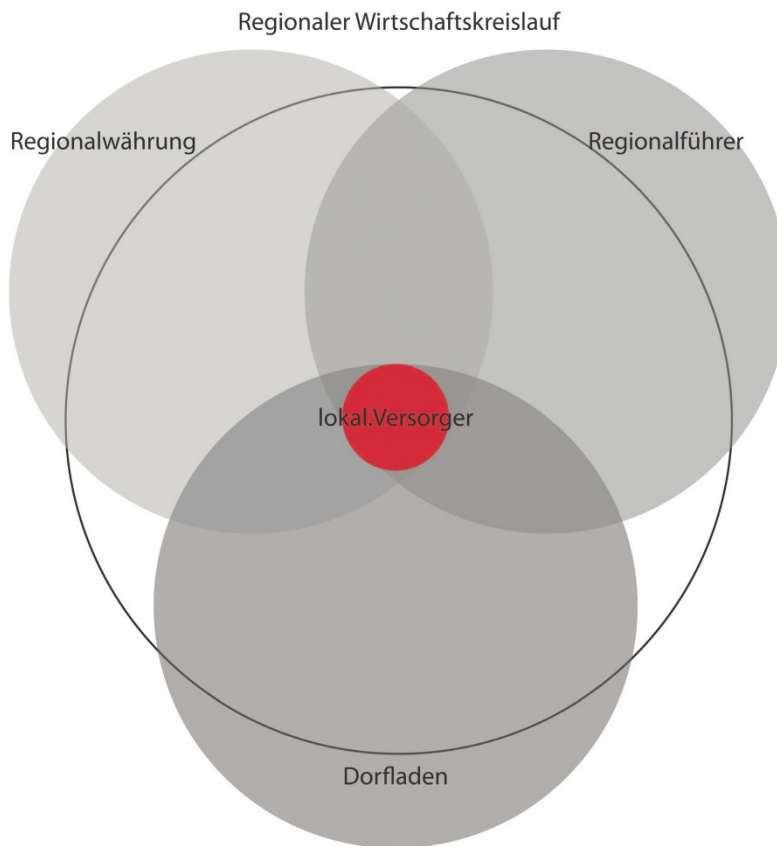 Regionaler Wirtschaftskreislauf
Regionalwährung
Regionalführer
lokal.Versorger
Dorfladen